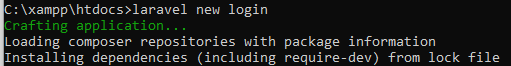 C:\xampp\htdocs>laravel new login
Crafting application...
Loading composer repositories with package information
Installing dependencies (including require-dev) from lock file